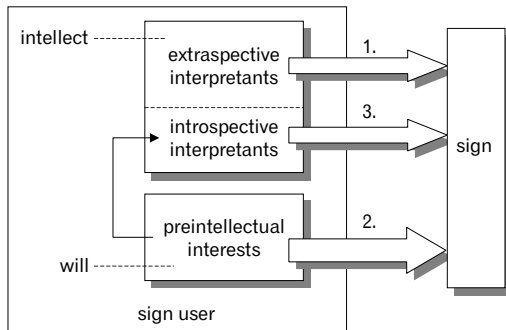 intellect
extraspective
interpretants
1.
introspective
interpretants
3.
sign
preintellectual
interests
2.
will
sign user